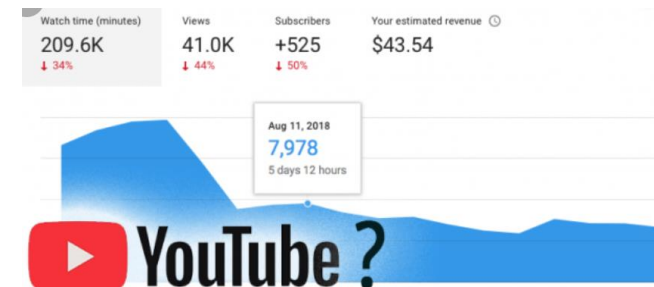 Watch time (minutes) Views Subscribers Your estimated revenue
209.6K 41.0K +525 $43.54
↓ 34% ↓ 44% ↓ 50%
Aug 11, 2018
7,978
5 days 12 hours
YouTube ?